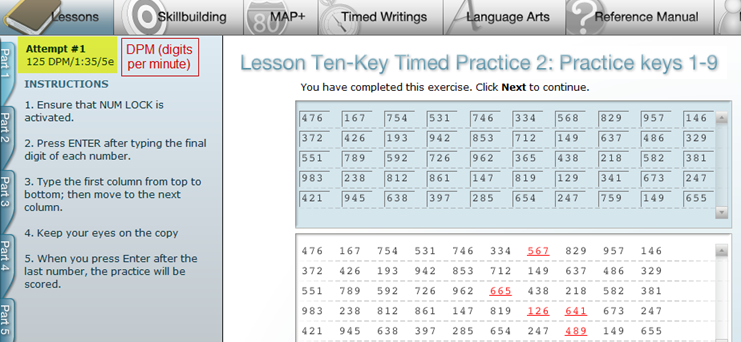 Lessons Skillbuilding MAP+ Timed Writings Language Arts Reference Manual
Attempt #1
125 DPM/1:35/5e
DPM (digits
per minute)
INSTRUCTIONS
1. Ensure that NUM LOCK is
activated.
2. Press ENTER after typing the final
digit of each number.
3. Type the first column from top to
bottom; then move to the next
column.
4. Keep your eyes on the copy
5. When you press Enter after the
last number, the practice will be
scored.
Part 1
Part 2
Part 3
Part 4
Part 5
Lesson Ten-Key Timed Practice 2: Practice keys 1-9
You have completed this exercise. Click Next to continue.
476 167 754 531 746 334 568 829 957 146
372 426 193 942 853 712 149 637 486 329
551 789 592 726 962 365 438 218 582 381
983 238 812 861 147 819 129 341 673 247
421 945 638 397 285 654 247 759 149 655
476 167 754 531 746 334 567 829 957 146
372 426 193 942 853 712 149 637 486 329
551 789 592 726 962 665 438 218 582 381
983 238 812 861 147 819 126 641 673 247
421 945 638 397 285 654 247 489 149 655